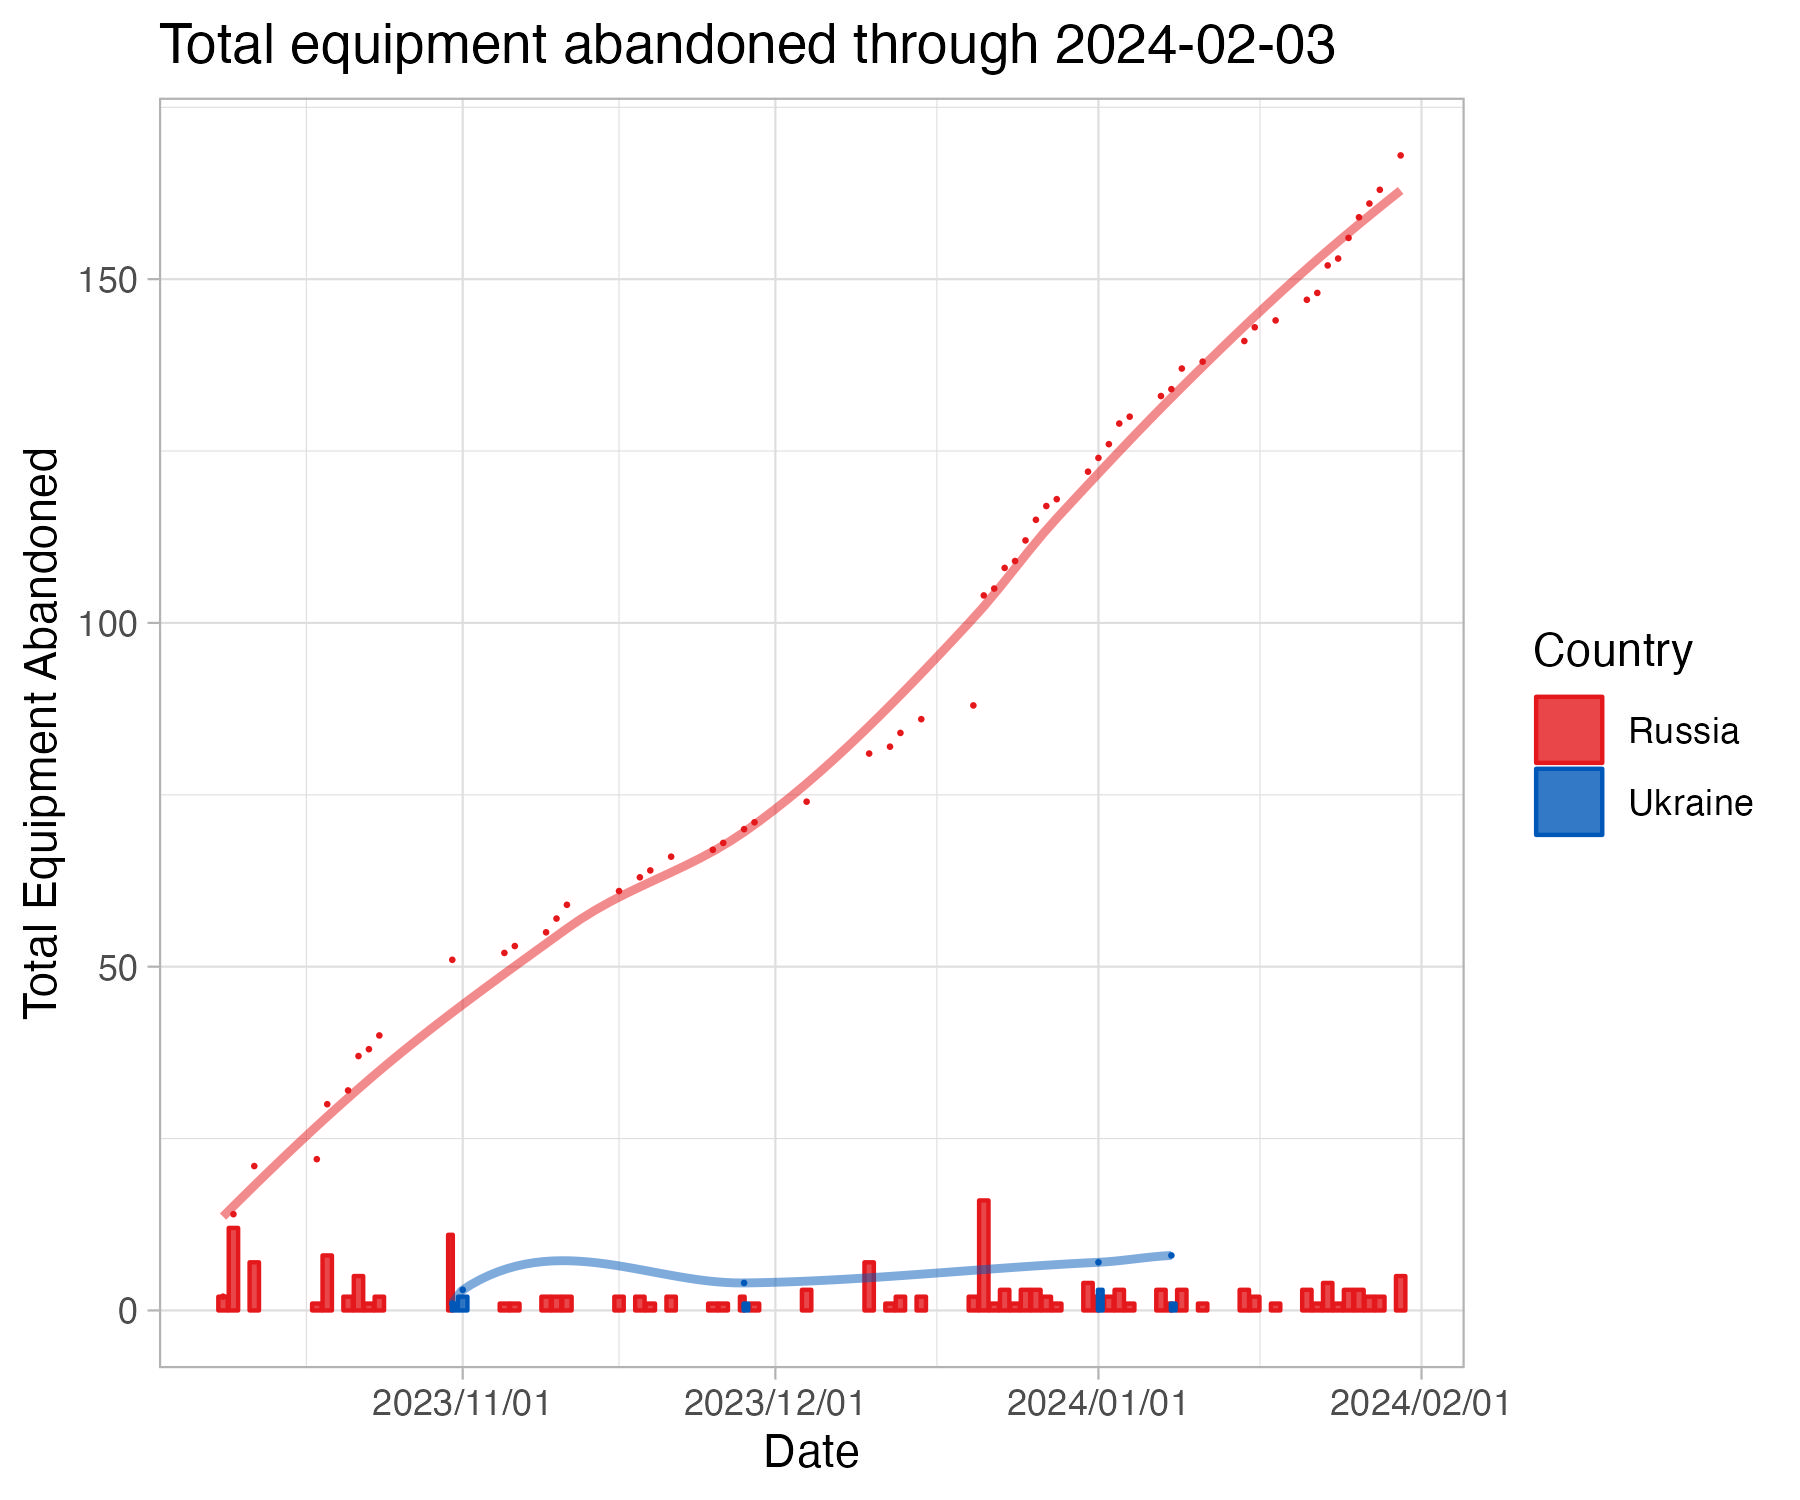 Total equipment abandoned through 2024-02-03
Total Equipment Abandoned
150
100
50
0
2023/11/01
2023/12/01
2024/01/01
2024/02/01
Date
Country
Russia
Ukraine